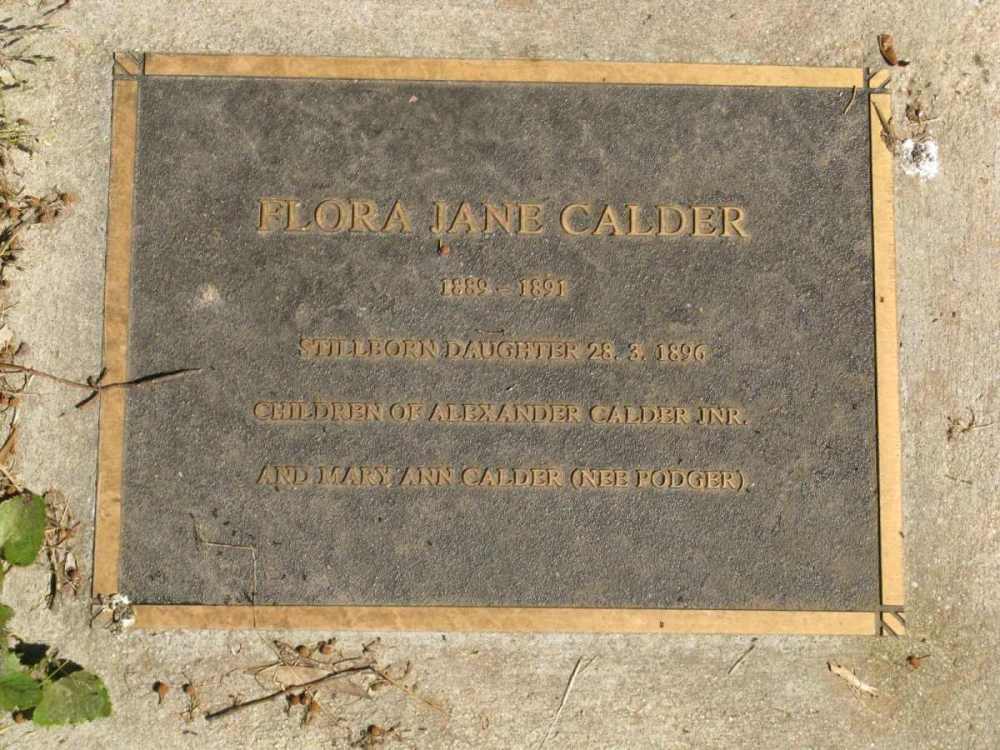 FLORA JANE CALDER
1889 - 1891
STILLBORN DAUGHTER 28. 3. 1896
CHILDREN OF ALEXANDER CALDER JNR.
AND MARY ANN CALDER (NEE PODGER).